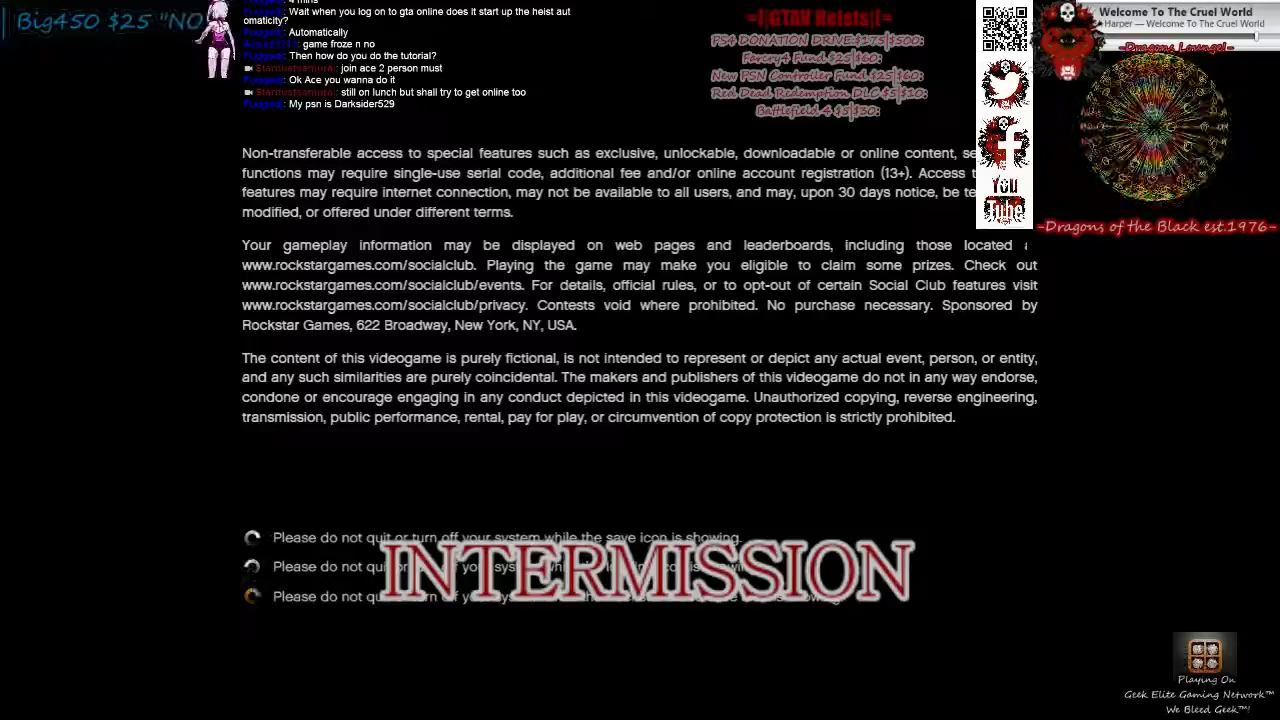 Big450 $25 "NO
4 mins
Wait when you log on to gta online does it start up the heist aut
omaticity?
Automatically
: game froze n no
: Then how do you do the tutorial?
: join ace 2 person must
: Ok Ace you wanna do it
: still on lunch but shall try to get online too
: My psn is Darksider529
=[|GTAV Heists|]=
PS4 DONATION DRIVE:$175|$500:
Farcry4 Fund $25|$60:
New PSN Controller Fund $25|$60:
Red Dead Redemption DLC $5|$10:
Battlefield 4 $5|$30:
Welcome To The Cruel World
Harper — Welcome To The Cruel World
~Dragons Lounge!~
You
Tube
~Dragons of the Black est.1976~
Non-transferable access to special features such as exclusive, unlockable, downloadable or online content, se
functions may require single-use serial code, additional fee and/or online account registration (13+). Access t
features may require internet connection, may not be available to all users, and may, upon 30 days notice, be te
modified, or offered under different terms.
Your gameplay information may be displayed on web pages and leaderboards, including those located
www.rockstargames.com/socialclub. Playing the game may make you eligible to claim some prizes. Check out
www.rockstargames.com/socialclub/events. For details, official rules, or to opt-out of certain Social Club features visit
www.rockstargames.com/socialclub/privacy. Contests void where prohibited. No purchase necessary. Sponsored by
Rockstar Games, 622 Broadway, New York, NY, USA.
The content of this videogame is purely fictional, is not intended to represent or depict any actual event, person, or entity,
and any such similarities are purely coincidental. The makers and publishers of this videogame do not in any way endorse,
condone or encourage engaging in any conduct depicted in this videogame. Unauthorized copying, reverse engineering,
transmission, public performance, rental, pay for play, or circumvention of copy protection is strictly prohibited.
Please do not quit or turn off your system while the save icon is showing.
Please do not
INTERMISSION
Please do not
Playing On
Geek Elite Gaming Network™
We Bleed Geek™!